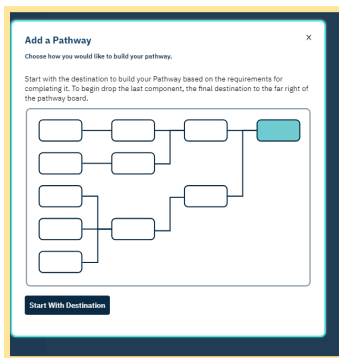 Add a Pathway
X
Choose how you would like to build your pathway.
Start with the destination to build your Pathway based on the requirements for
completing it. To begin drop the last component, the final destination to the far right of
the pathway board.
Start With Destination